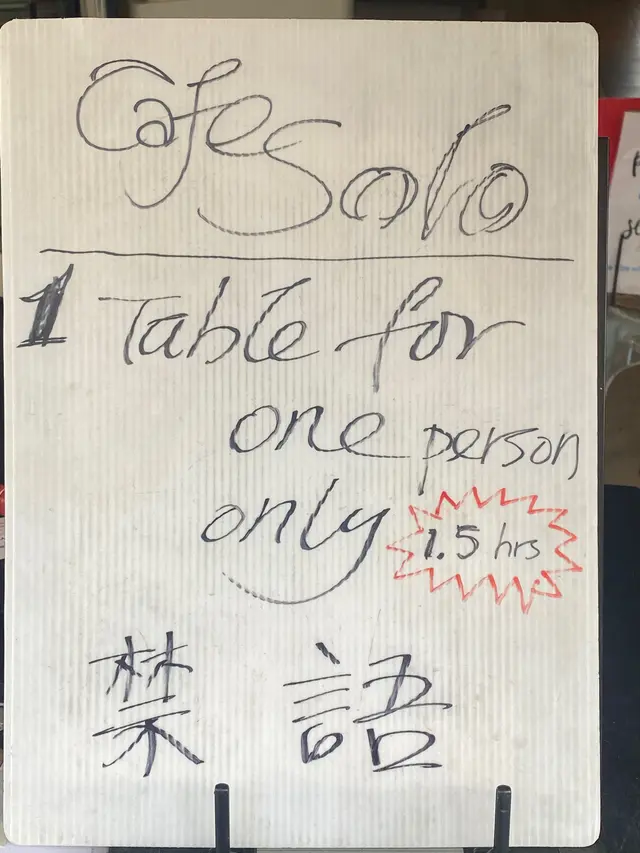 Cafe Solo
1 Table for
one person
only 1.5 hrs
禁 語